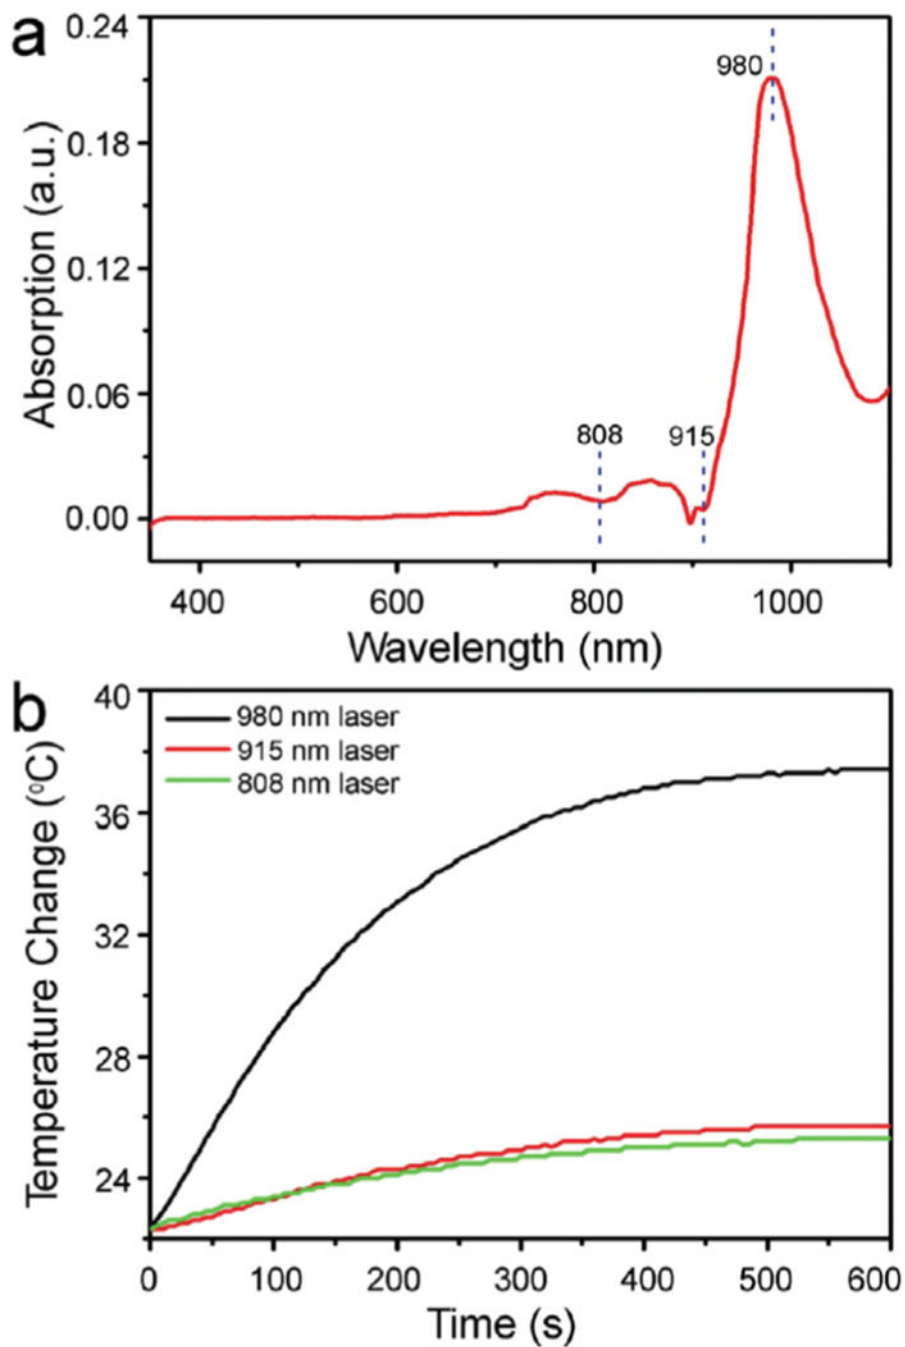 a
0.24
0.18
0.12
0.06
0.00
Absorption (a.u.)
980
808
915
400 600 800 1000
Wavelength (nm)
b
40
36
32
28
24
Temperature Change (⁰C)
980 nm laser
915 nm laser
808 nm laser
0 100 200 300 400 500 600
Time (s)